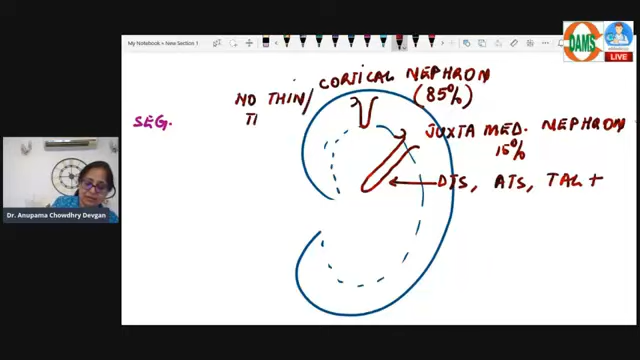 My Notebook > New Section 1
C
DAMS
LIVE
CORTICAL NEPHRON
NO THIN/
(85%)
SEG.
JUXTA MED. NEPHRON
15%
DTS, ATS, TAL +
Dr. Anupama Chowdhry Devgan